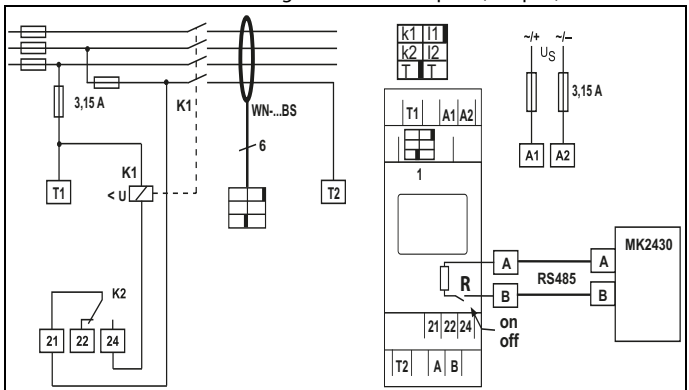 3,15 A
K1
WN-...BS
6
K1
< U
T1
T2
K2
21 22 24
k1 l1
k2 l2
T T
~/+ ~/–
US
3,15 A
A1 A2
T1 A1 A2
1
R
A
B
RS485
A
B
MK2430
on
off
21 22 24
T2 A B